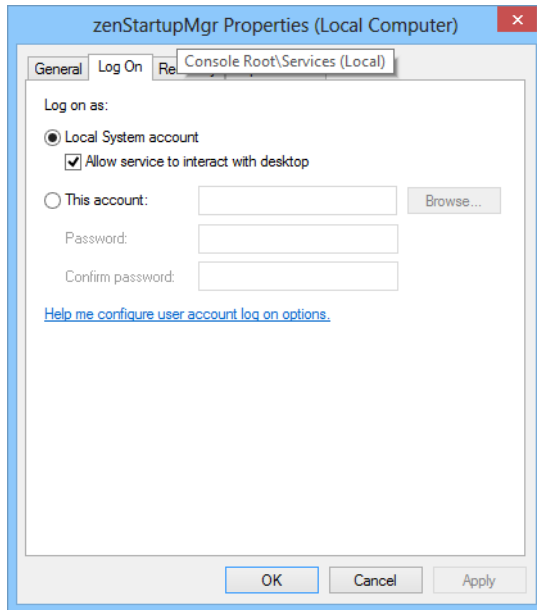 zenStartupMgr Properties (Local Computer)
Console Root\Services (Local)
General Log On
Log on as:
Local System account
Allow service to interact with desktop
This account:
Browse...
Password:
Confirm password:
Help me configure user account log on options.
OK Cancel Apply